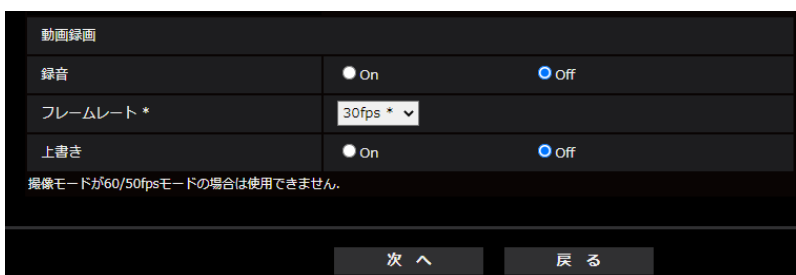 動画録画
録音 On Off
フレームレート * 30fps *
上書き On Off
撮像モードが60/50fpsモードの場合は使用できません.
次 へ 戻 る